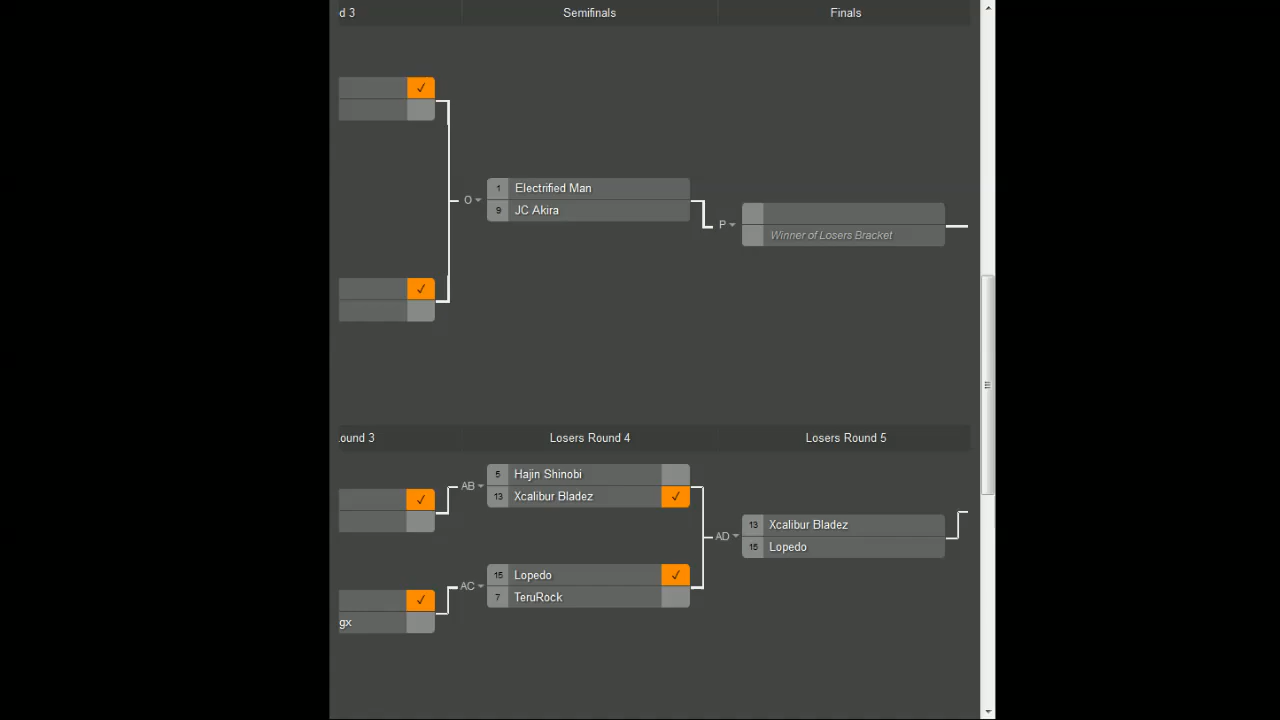 d 3 Semifinals Finals
✓
O 1 Electrified Man
9 JC Akira
P
Winner of Losers Bracket
✓
ound 3 Losers Round 4 Losers Round 5
AB 5 Hajin Shinobi
13 Xcalibur Bladez ✓
✓
AD 13 Xcalibur Bladez
15 Lopedo
AC 15 Lopedo ✓
7 TeruRock
✓
gx